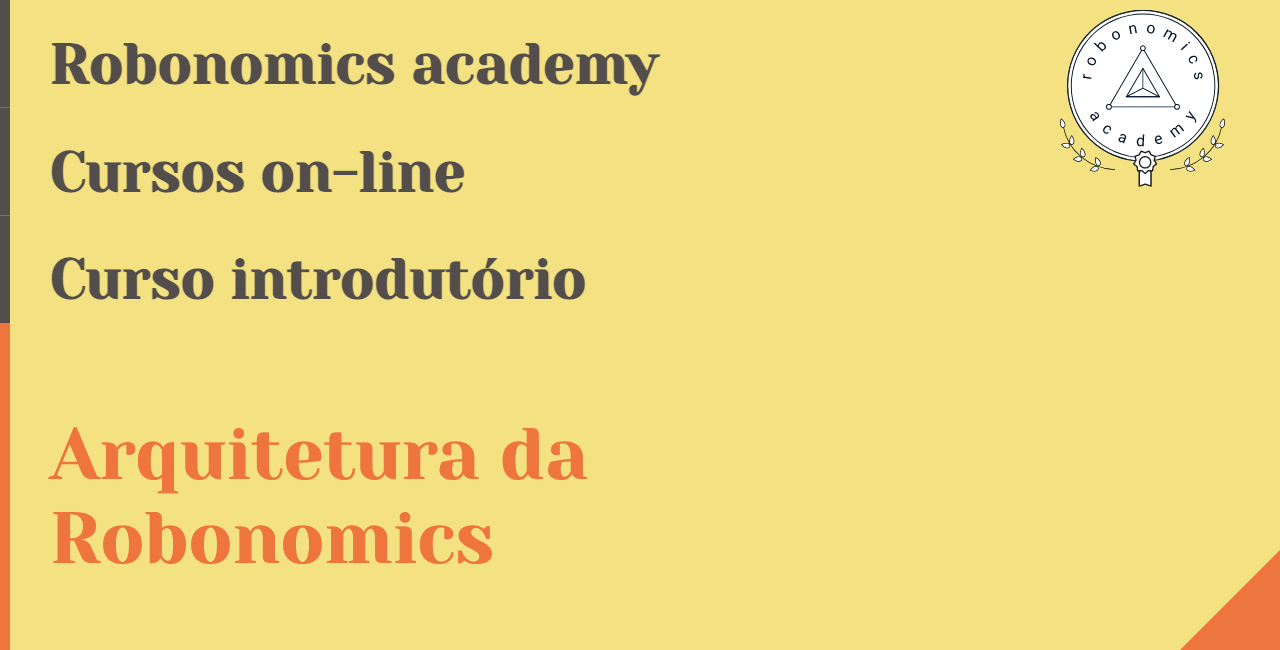 Robonomics academy
Cursos on-line
Curso introdutório
Arquitetura da
Robonomics
robonomics
academy